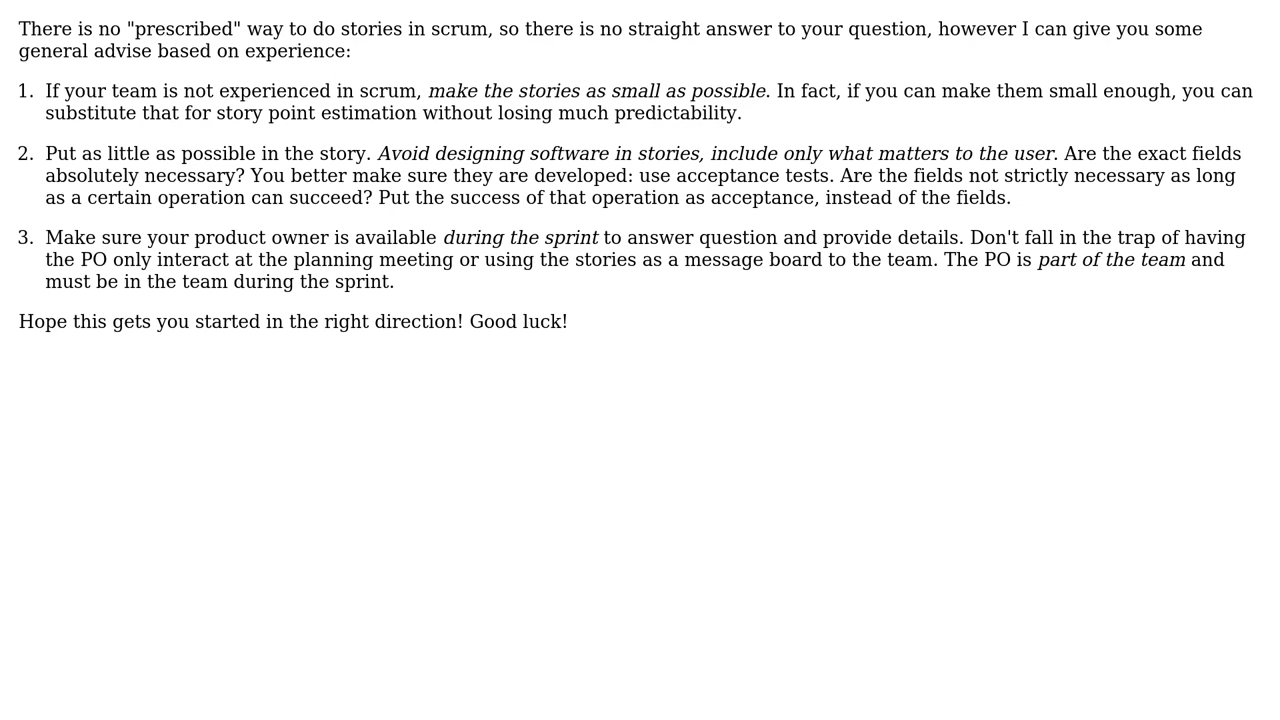 There is no "prescribed" way to do stories in scrum, so there is no straight answer to your question, however I can give you some
general advise based on experience:
1. If your team is not experienced in scrum, make the stories as small as possible. In fact, if you can make them small enough, you can
substitute that for story point estimation without losing much predictability.
2. Put as little as possible in the story. Avoid designing software in stories, include only what matters to the user. Are the exact fields
absolutely necessary? You better make sure they are developed: use acceptance tests. Are the fields not strictly necessary as long
as a certain operation can succeed? Put the success of that operation as acceptance, instead of the fields.
3. Make sure your product owner is available during the sprint to answer question and provide details. Don't fall in the trap of having
the PO only interact at the planning meeting or using the stories as a message board to the team. The PO is part of the team and
must be in the team during the sprint.
Hope this gets you started in the right direction! Good luck!